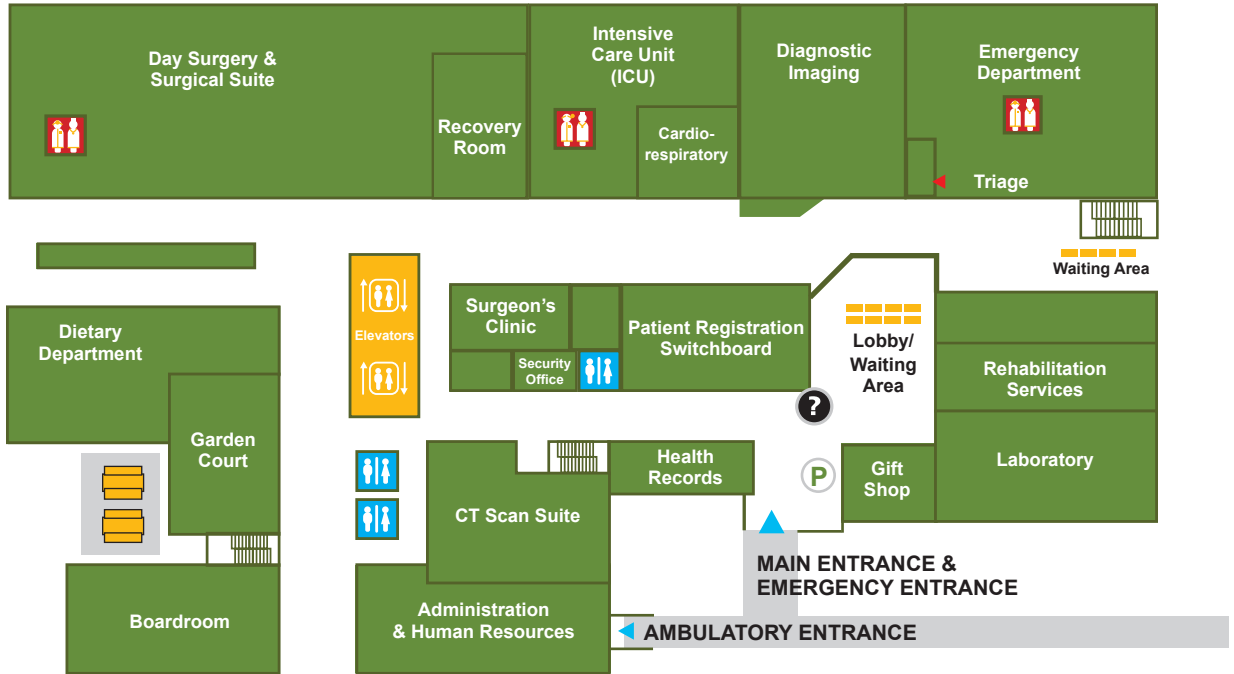 Day Surgery &
Surgical Suite
Recovery
Room
Intensive
Care Unit
(ICU)
Cardio-
respiratory
Diagnostic
Imaging
Emergency
Department
Triage
Waiting Area
Elevators
Surgeon's
Clinic
Security
Office
Patient Registration
Switchboard
Lobby/
Waiting
Area
Rehabilitation
Services
Dietary
Department
Garden
Court
?
Health
Records
P
Gift
Shop
Laboratory
CT Scan Suite
MAIN ENTRANCE &
EMERGENCY ENTRANCE
Boardroom
Administration
& Human Resources
AMBULATORY ENTRANCE